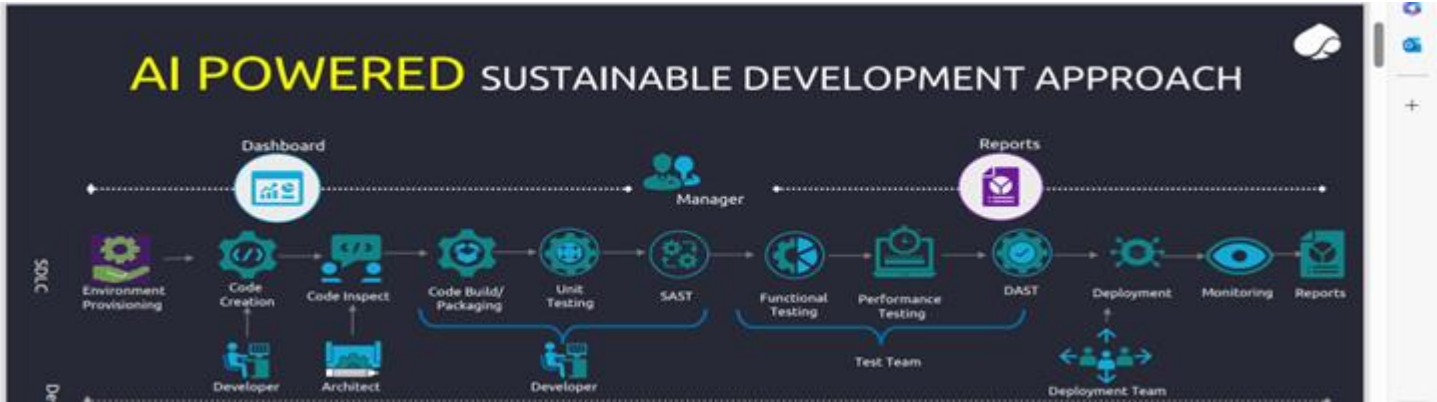 AI POWERED SUSTAINABLE DEVELOPMENT APPROACH
Dashboard
Reports
Manager
SDLC
Environment
Provisioning
Code
Creation
Code Inspect
Code Build/
Packaging
Unit
Testing
SAST
Functional
Testing
Performance
Testing
DAST
Deployment
Monitoring
Reports
Developer
Architect
Developer
Test Team
Deployment Team